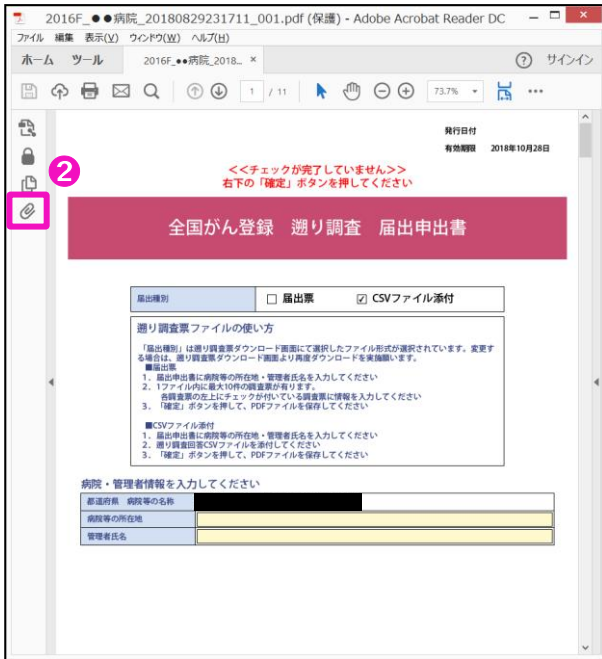 2016F_●●病院_20180829231711_001.pdf (保護) - Adobe Acrobat Reader DC
ファイル 編集 表示(V) ウィンドウ(W) ヘルプ(H)
ホーム ツール 2016F_●●病院_2018... × ? サインイン
1 / 11 73.7%
発行日付
有効期限 2018年10月28日
2
<<チェックが完了していません>>
右下の「確定」ボタンを押してください
全国がん登録 遡り調査 届出申出書
届出種別 □ 届出票 ☑ CSVファイル添付
遡り調査票ファイルの使い方
「届出種別」は遡り調査票ダウンロード画面にて選択したファイル形式が選択されています。変更す
る場合は、遡り調査票ダウンロード画面より再度ダウンロードを実施願います。
■届出票
1. 届出申出書に病院等の所在地・管理者氏名を入力してください
2. 1ファイル内に最大10件の調査票が有ります。
各調査票の左上にチェックが付いている調査票に情報を入力してください
3. 「確定」ボタンを押して、PDFファイルを保存してください
■CSVファイル添付
1. 届出申出書に病院等の所在地・管理者氏名を入力してください
2. 遡り調査回答CSVファイルを添付してください
3. 「確定」ボタンを押して、PDFファイルを保存してください
病院・管理者情報を入力してください
都道府県 病院等の名称
病院等の所在地
管理者氏名